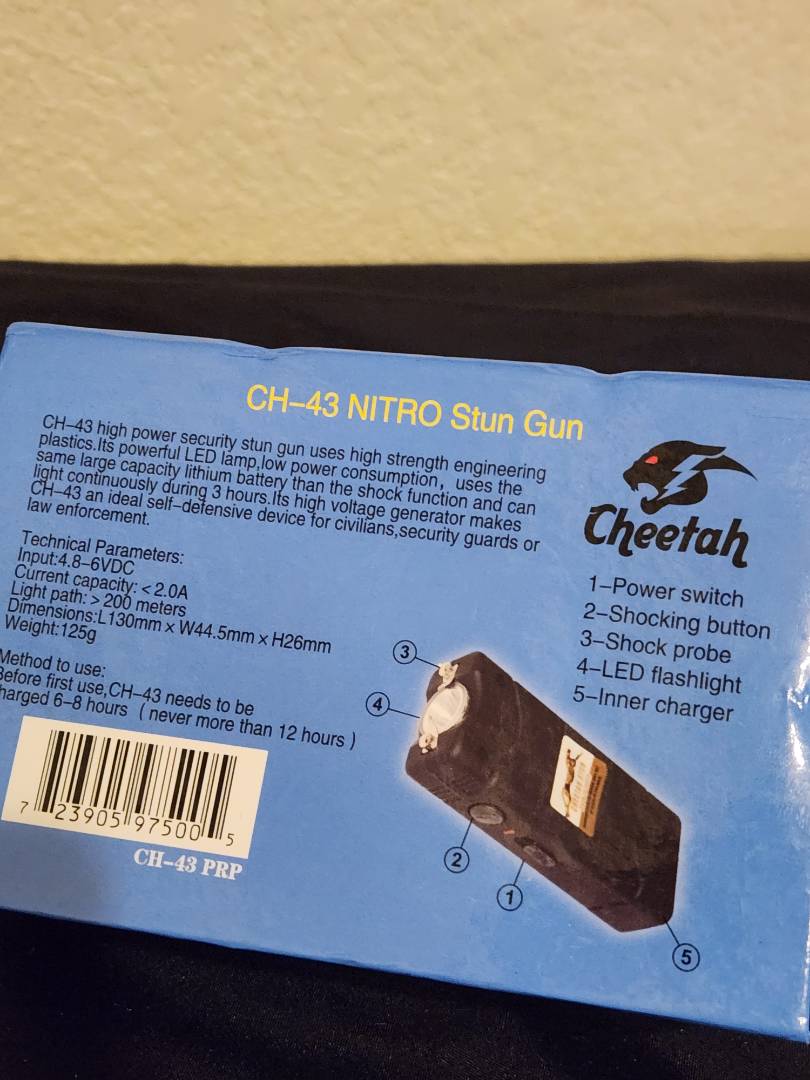 CH-43 NITRO Stun Gun
CH-43 high power security stun gun uses high strength engineering
plastics.Its powerful LED lamp,low power consumption, uses the
same large capacity lithium battery than the shock function and can
light continuously during 3 hours.Its high voltage generator makes
CH-43 an ideal self-defensive device for civilians,security guards or
law enforcement.
Technical Parameters:
Input:4.8-6VDC
Current capacity: <2.0A
Light path: > 200 meters
Dimensions:L130mm × W44.5mm × H26mm
Weight:125g
Method to use:
Before first use,CH-43 needs to be
harged 6-8 hours ( never more than 12 hours )
7 23905 97500 5
CH-43 PRP
Cheetah
1-Power switch
2-Shocking button
3-Shock probe
4-LED flashlight
5-Inner charger
3
4
2
1
5